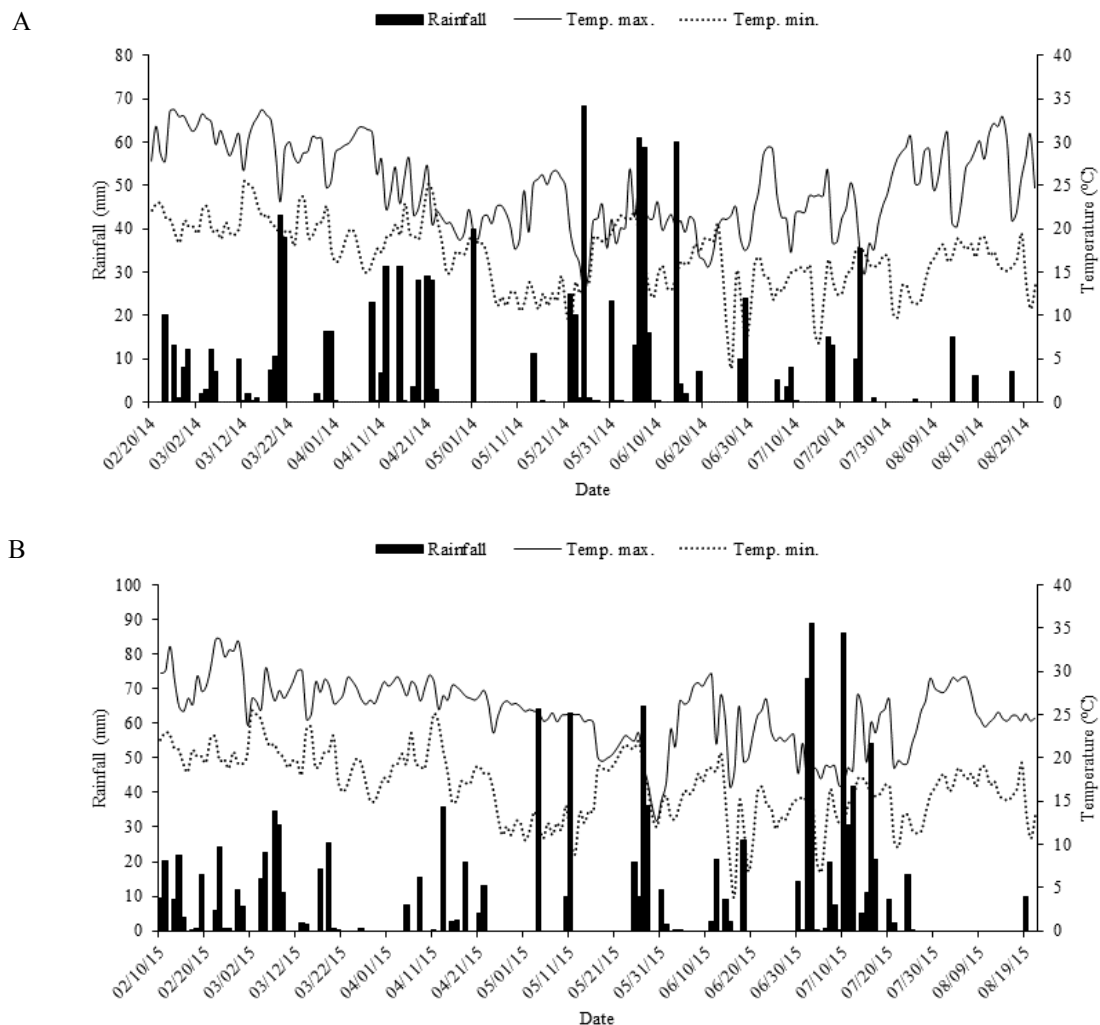 A
Rainfall Temp. max. Temp. min.
80 40
70 35
60 30
50 25
40 20
30 15
20 10
10 5
0 0
Rainfall (mm)
Temperature (ºC)
02/20/14 03/02/14 03/12/14 03/22/14 04/01/14 04/11/14 04/21/14 05/01/14 05/11/14 05/21/14 05/31/14 06/10/14 06/20/14 06/30/14 07/10/14 07/20/14 07/30/14 08/09/14 08/19/14 08/29/14
Date
B
Rainfall Temp. max. Temp. min.
100 40
90 35
80 30
70 25
60 20
50 15
40 10
30 5
20 0
10
0
Rainfall (mm)
Temperature (ºC)
02/10/15 02/20/15 03/02/15 03/12/15 03/22/15 04/01/15 04/11/15 04/21/15 05/01/15 05/11/15 05/21/15 05/31/15 06/10/15 06/20/15 06/30/15 07/10/15 07/20/15 07/30/15 08/09/15 08/19/15
Date